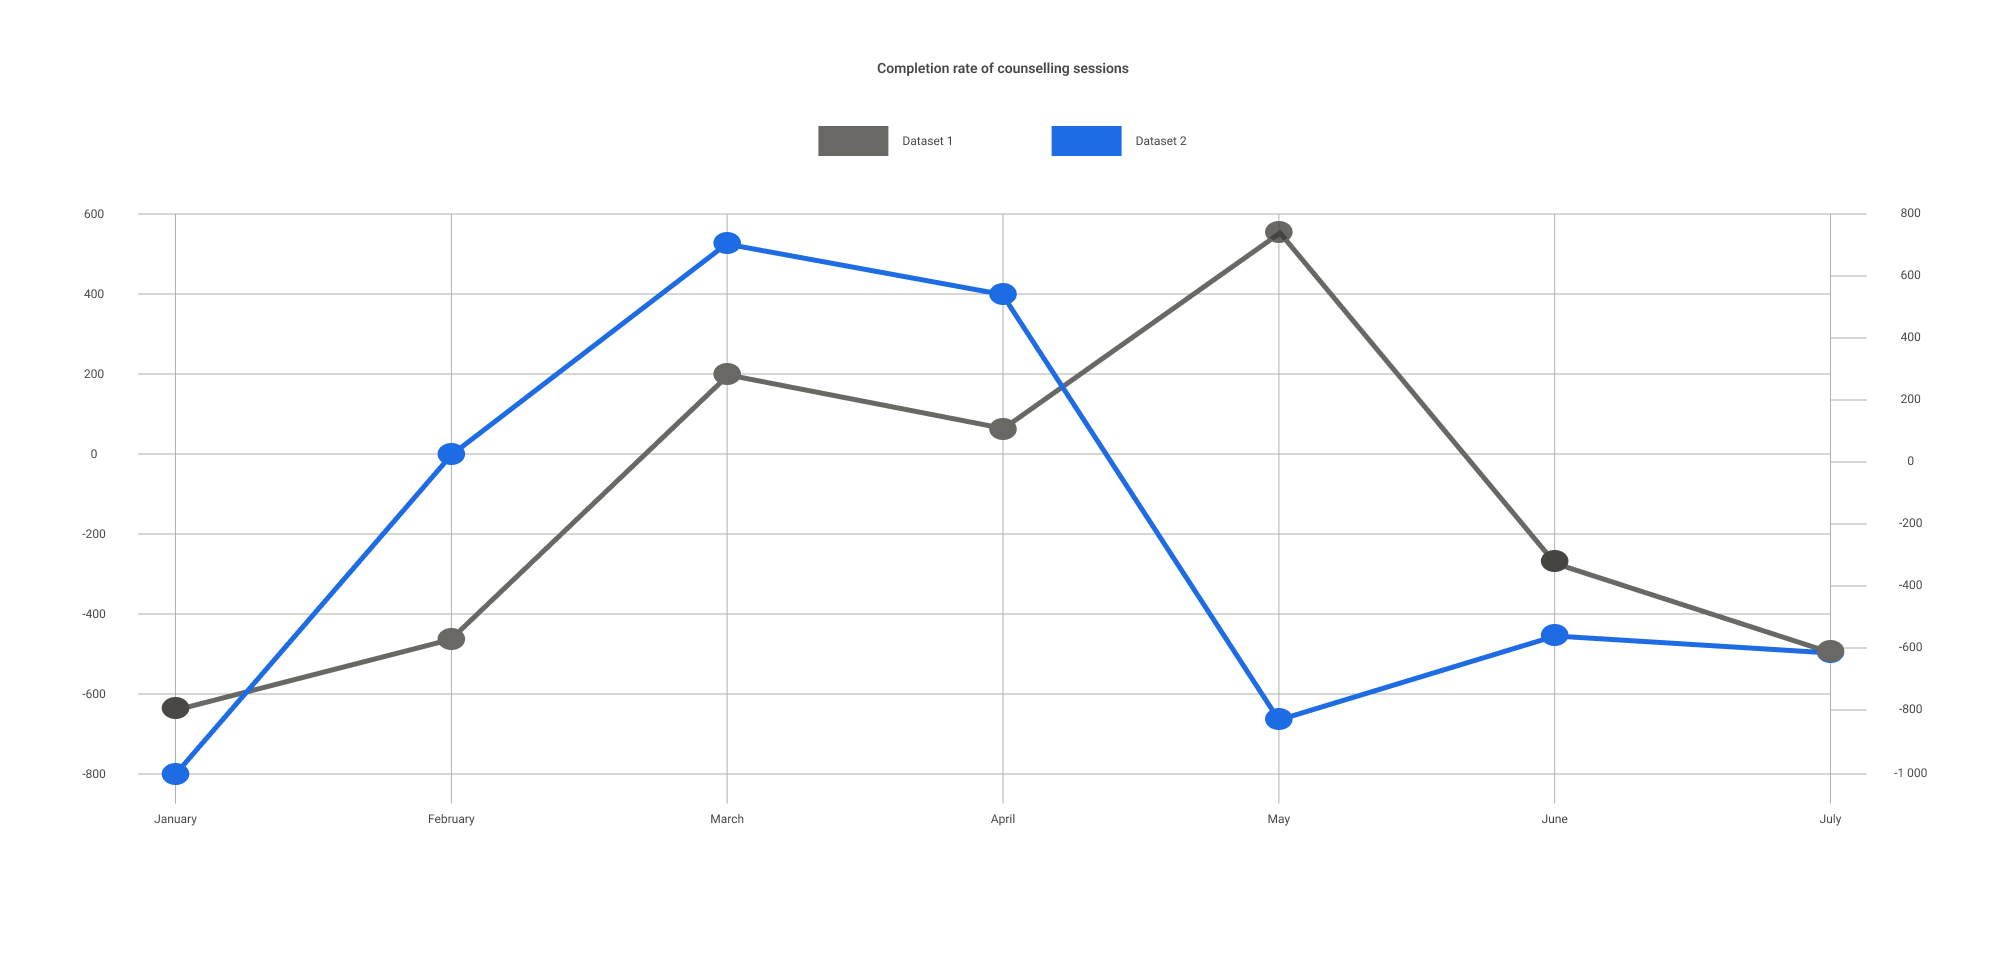 Completion rate of counselling sessions
Dataset 1 Dataset 2
600 800
600
400
400
200 200
0 0
-200 -200
-400 -400
-600 -600
-800
-800 -1 000
January February March April May June July